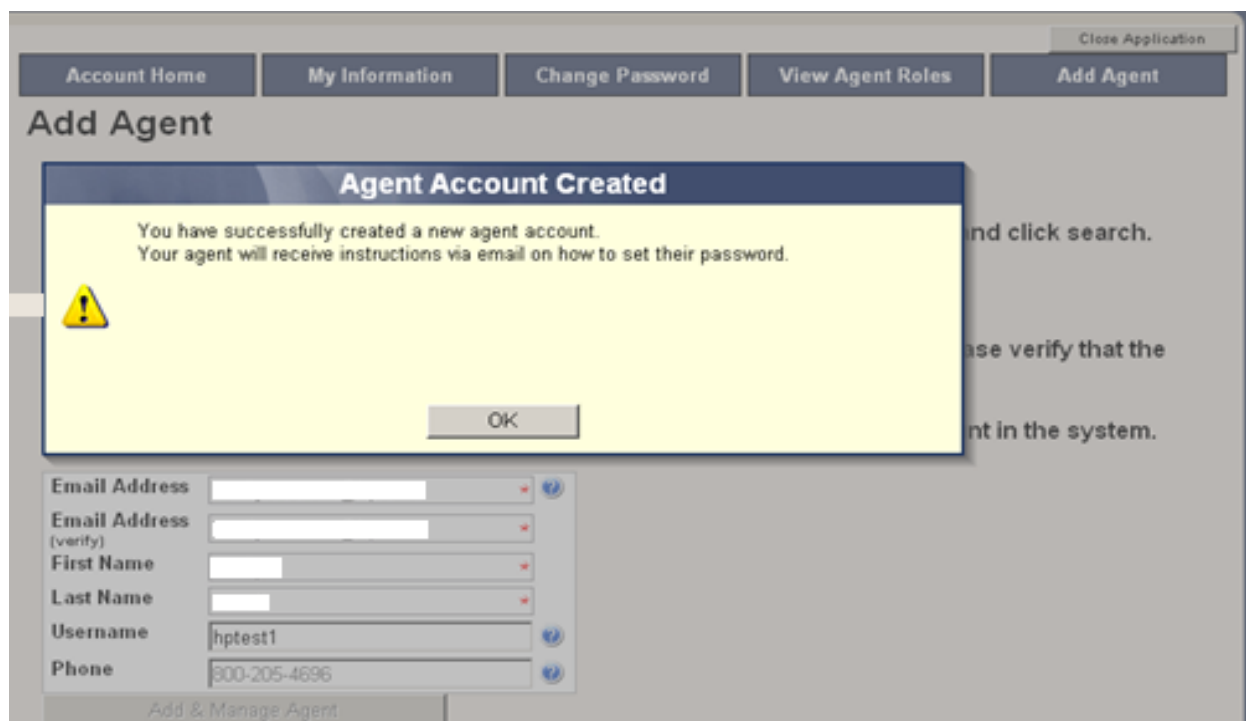 Close Application
Account Home My Information Change Password View Agent Roles Add Agent
Add Agent
Agent Account Created
You have successfully created a new agent account.
Your agent will receive instructions via email on how to set their password.
and click search.
verify that the
in the system.
OK
Email Address *
Email Address *
(verify)
First Name *
Last Name *
Username hptest1
Phone 800-205-4696
Add & Manage Agent